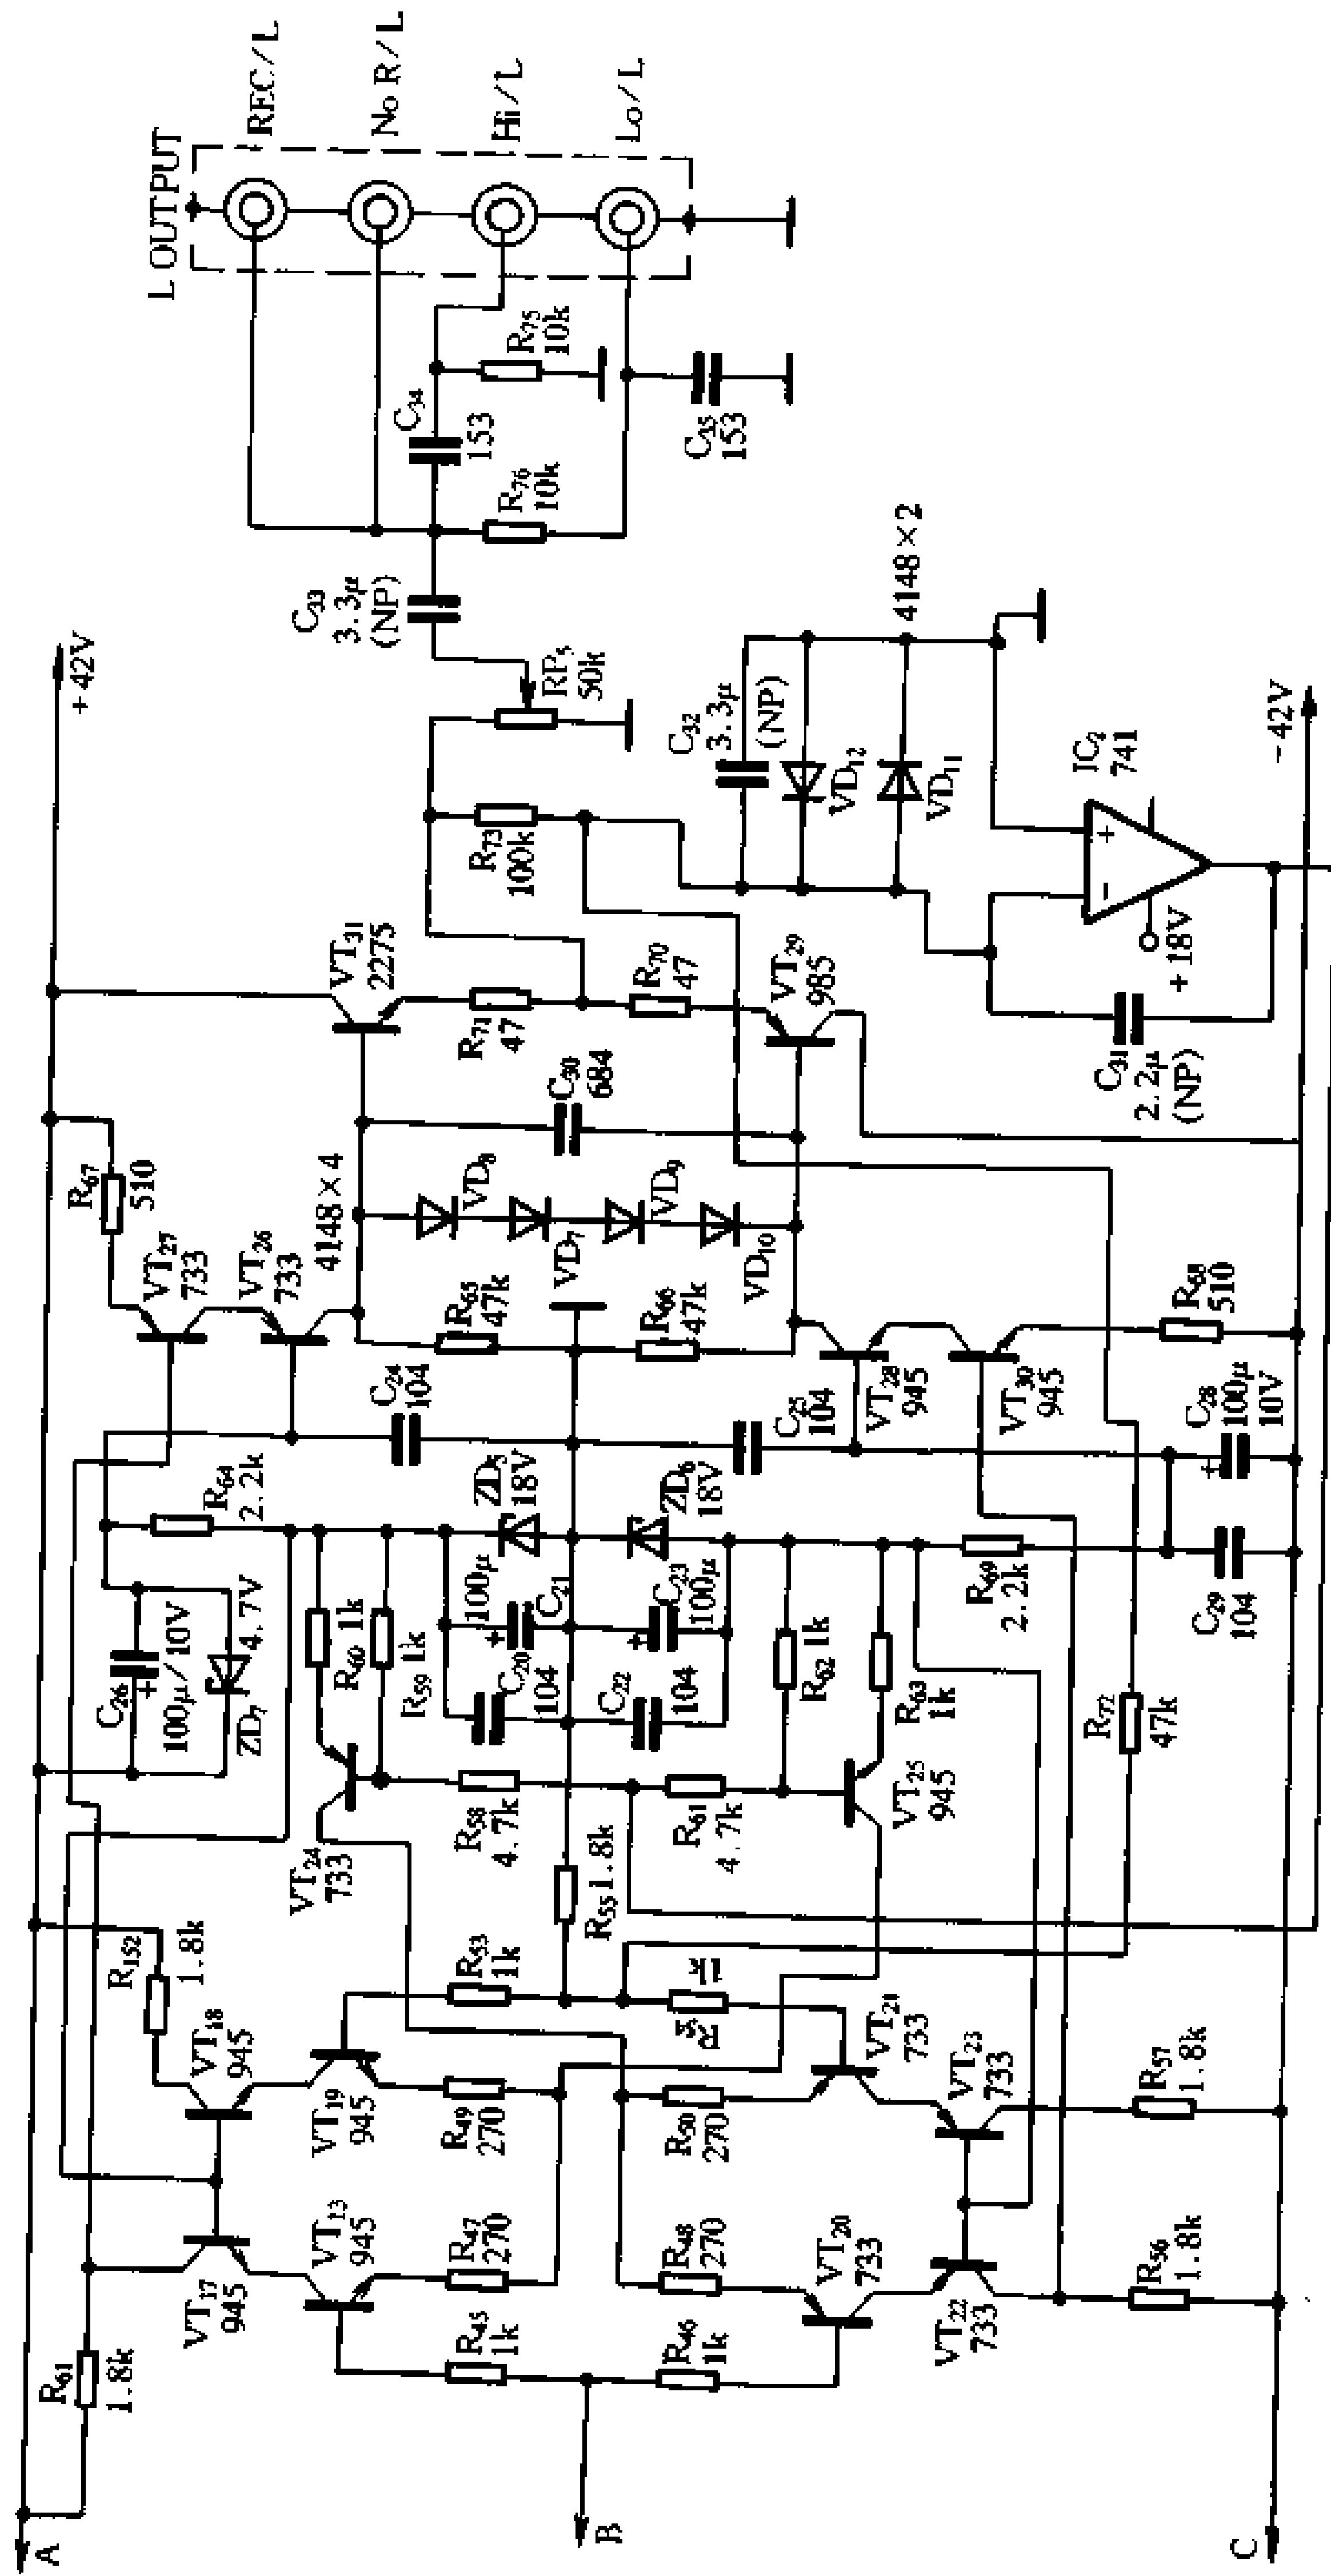 A
B
C
+42V
-42V
L OUTPUT
REC/L
No R/L
Hi/L
Lo/L
R61
1.8k
VT17
945
VT18
945
R152
1.8k
VT13
945
VT19
945
R47
270
R49
270
R45
1k
R46
1k
R53
1k
R48
270
R50
270
VT20
733
VT21
733
VT22
733
VT23
733
R56
1.8k
R57
1.8k
R55 1.8k
C26
100μ/10V
ZD7
4.7V
R64
2.2k
VT24
733
R60 1k
R59 1k
R58
4.7k
R61
4.7k
VT25
945
R62 1k
R63
1k
C20
104
C21
100μ
C22
104
C23
100μ
ZD5
18V
ZD6
18V
C24
104
C25
104
R69
2.2k
R72
47k
C29
104
C28
100μ
10V
R67
510
VT27
733
VT26
733
4148×4
R65
47k
R66
47k
VD7
VD8
VD9
VD10
VT28
945
VT30
945
R68
510
C30
684
VT31
2275
R71
47
R70
47
VT29
985
R73
100k
RP5
50k
C33
3.3μ
(NP)
C34
153
R76
10k
R75
10k
C35
153
C32
3.3μ
(NP)
VD12
VD11
4148×2
IC2
741
+
-
+18V
C31
2.2μ
(NP)